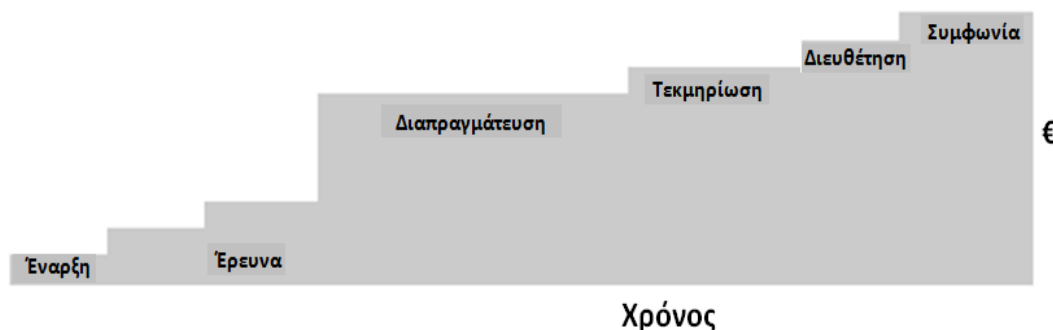 Συμφωνία
Διευθέτηση
Τεκμηρίωση
Διαπραγμάτευση
€
Έρευνα
Έναρξη
Χρόνος